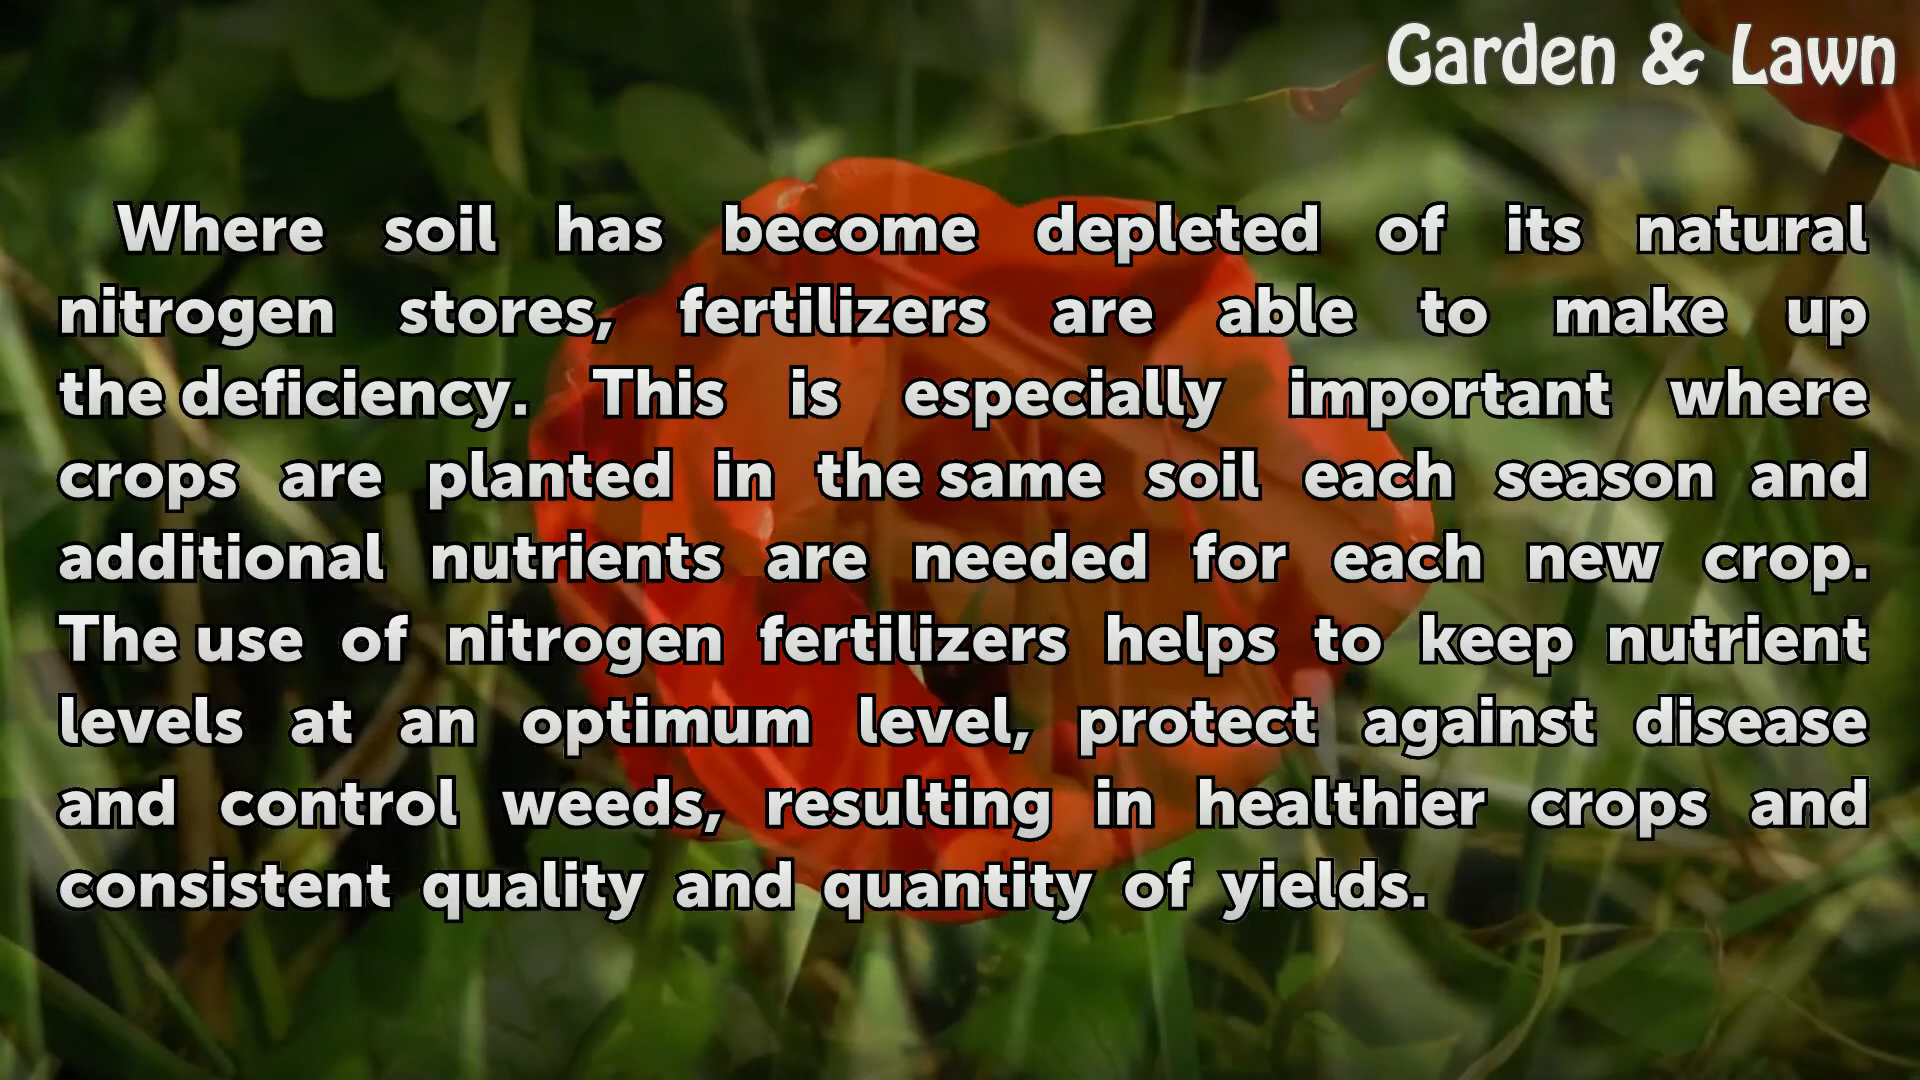 Garden & Lawn
Where soil has become depleted of its natural
nitrogen stores, fertilizers are able to make up
the deficiency. This is especially important where
crops are planted in the same soil each season and
additional nutrients are needed for each new crop.
The use of nitrogen fertilizers helps to keep nutrient
levels at an optimum level, protect against disease
and control weeds, resulting in healthier crops and
consistent quality and quantity of yields.